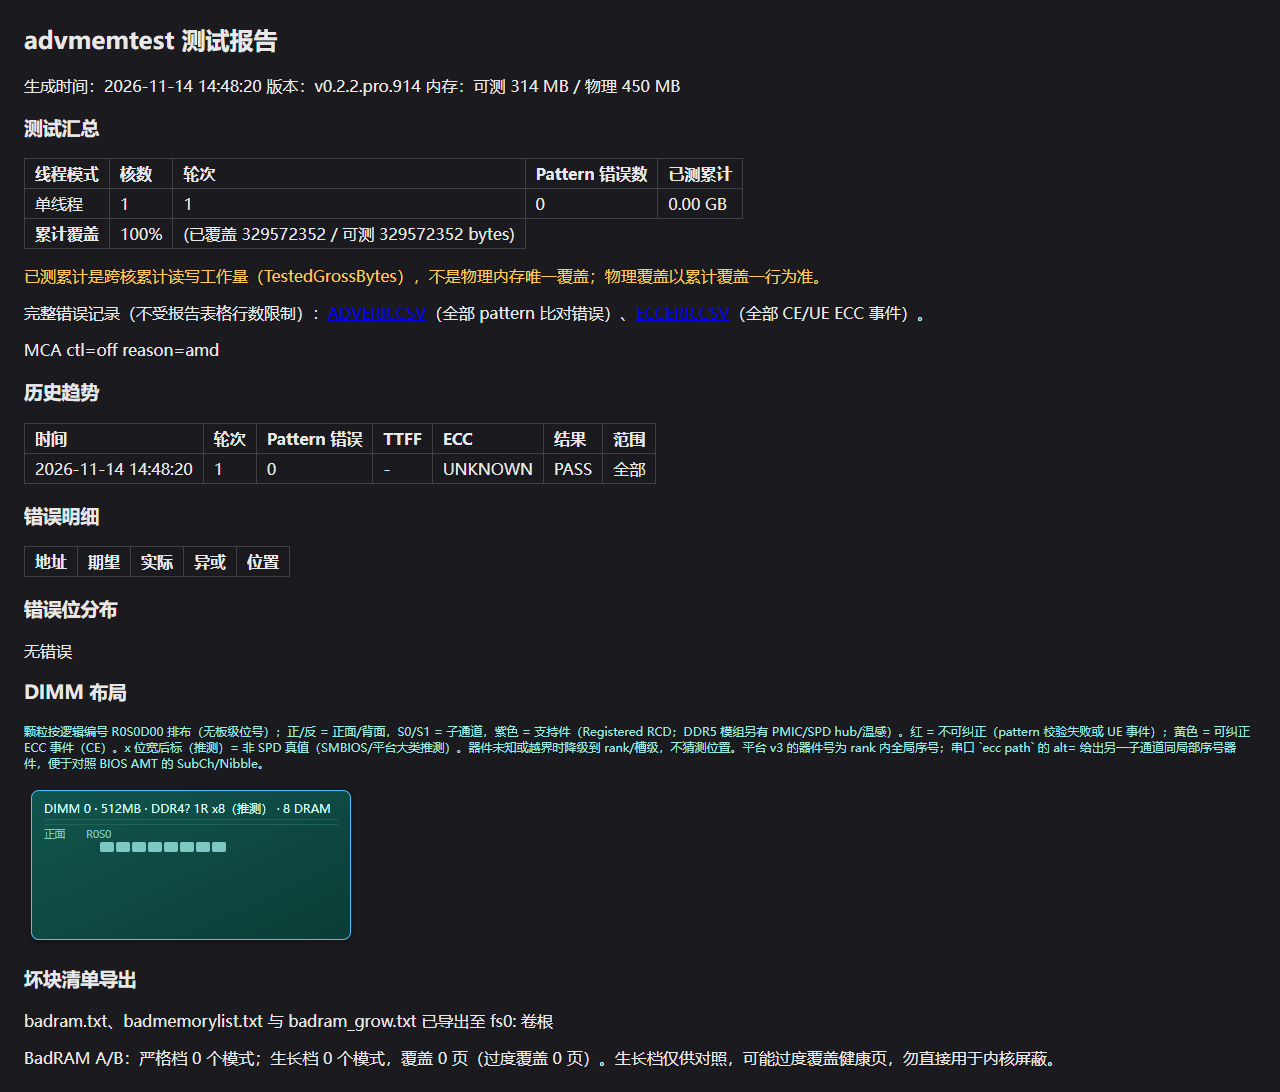 advmemtest 测试报告
生成时间：2026-11-14 14:48:20 版本：v0.2.2.pro.914 内存：可测 314 MB / 物理 450 MB
测试汇总
线程模式 核数 轮次 Pattern 错误数 已测累计
单线程 1 1 0 0.00 GB
累计覆盖 100% (已覆盖 329572352 / 可测 329572352 bytes)
已测累计是跨核累计读写工作量（TestedGrossBytes），不是物理内存唯一覆盖；物理覆盖以累计覆盖一行为准。
完整错误记录（不受报告表格行数限制）：ADVERR.CSV（全部 pattern 比对错误）、ECCERR.CSV（全部 CE/UE ECC 事件）。
MCA ctl=off reason=amd
历史趋势
时间 轮次 Pattern 错误 TTFF ECC 结果 范围
2026-11-14 14:48:20 1 0 - UNKNOWN PASS 全部
错误明细
地址 期望 实际 异或 位置
错误位分布
无错误
DIMM 布局
颗粒按逻辑编号 R0S0D00 排布（无板级位号）；正/反 = 正面/背面，S0/S1 = 子通道，紫色 = 支持件（Registered RCD；DDR5 模组另有 PMIC/SPD hub/温感）。红 = 不可纠正（pattern 校验失败或 UE 事件）；黄色 = 可纠正
ECC 事件（CE）。x 位宽后标（推测）= 非 SPD 真值（SMBIOS/平台大类推测）。器件未知或越界时降级到 rank/槽级，不猜测位置。平台 v3 的器件号为 rank 内全局序号；串口 `ecc path` 的 alt= 给出另一子通道同局部序号器
件，便于对照 BIOS AMT 的 SubCh/Nibble。
DIMM 0 · 512MB · DDR4? 1R x8（推测） · 8 DRAM
正面 R0S0
坏块清单导出
badram.txt、badmemorylist.txt 与 badram_grow.txt 已导出至 fs0: 卷根
BadRAM A/B：严格档 0 个模式；生长档 0 个模式，覆盖 0 页（过度覆盖 0 页）。生长档仅供对照，可能过度覆盖健康页，勿直接用于内核屏蔽。